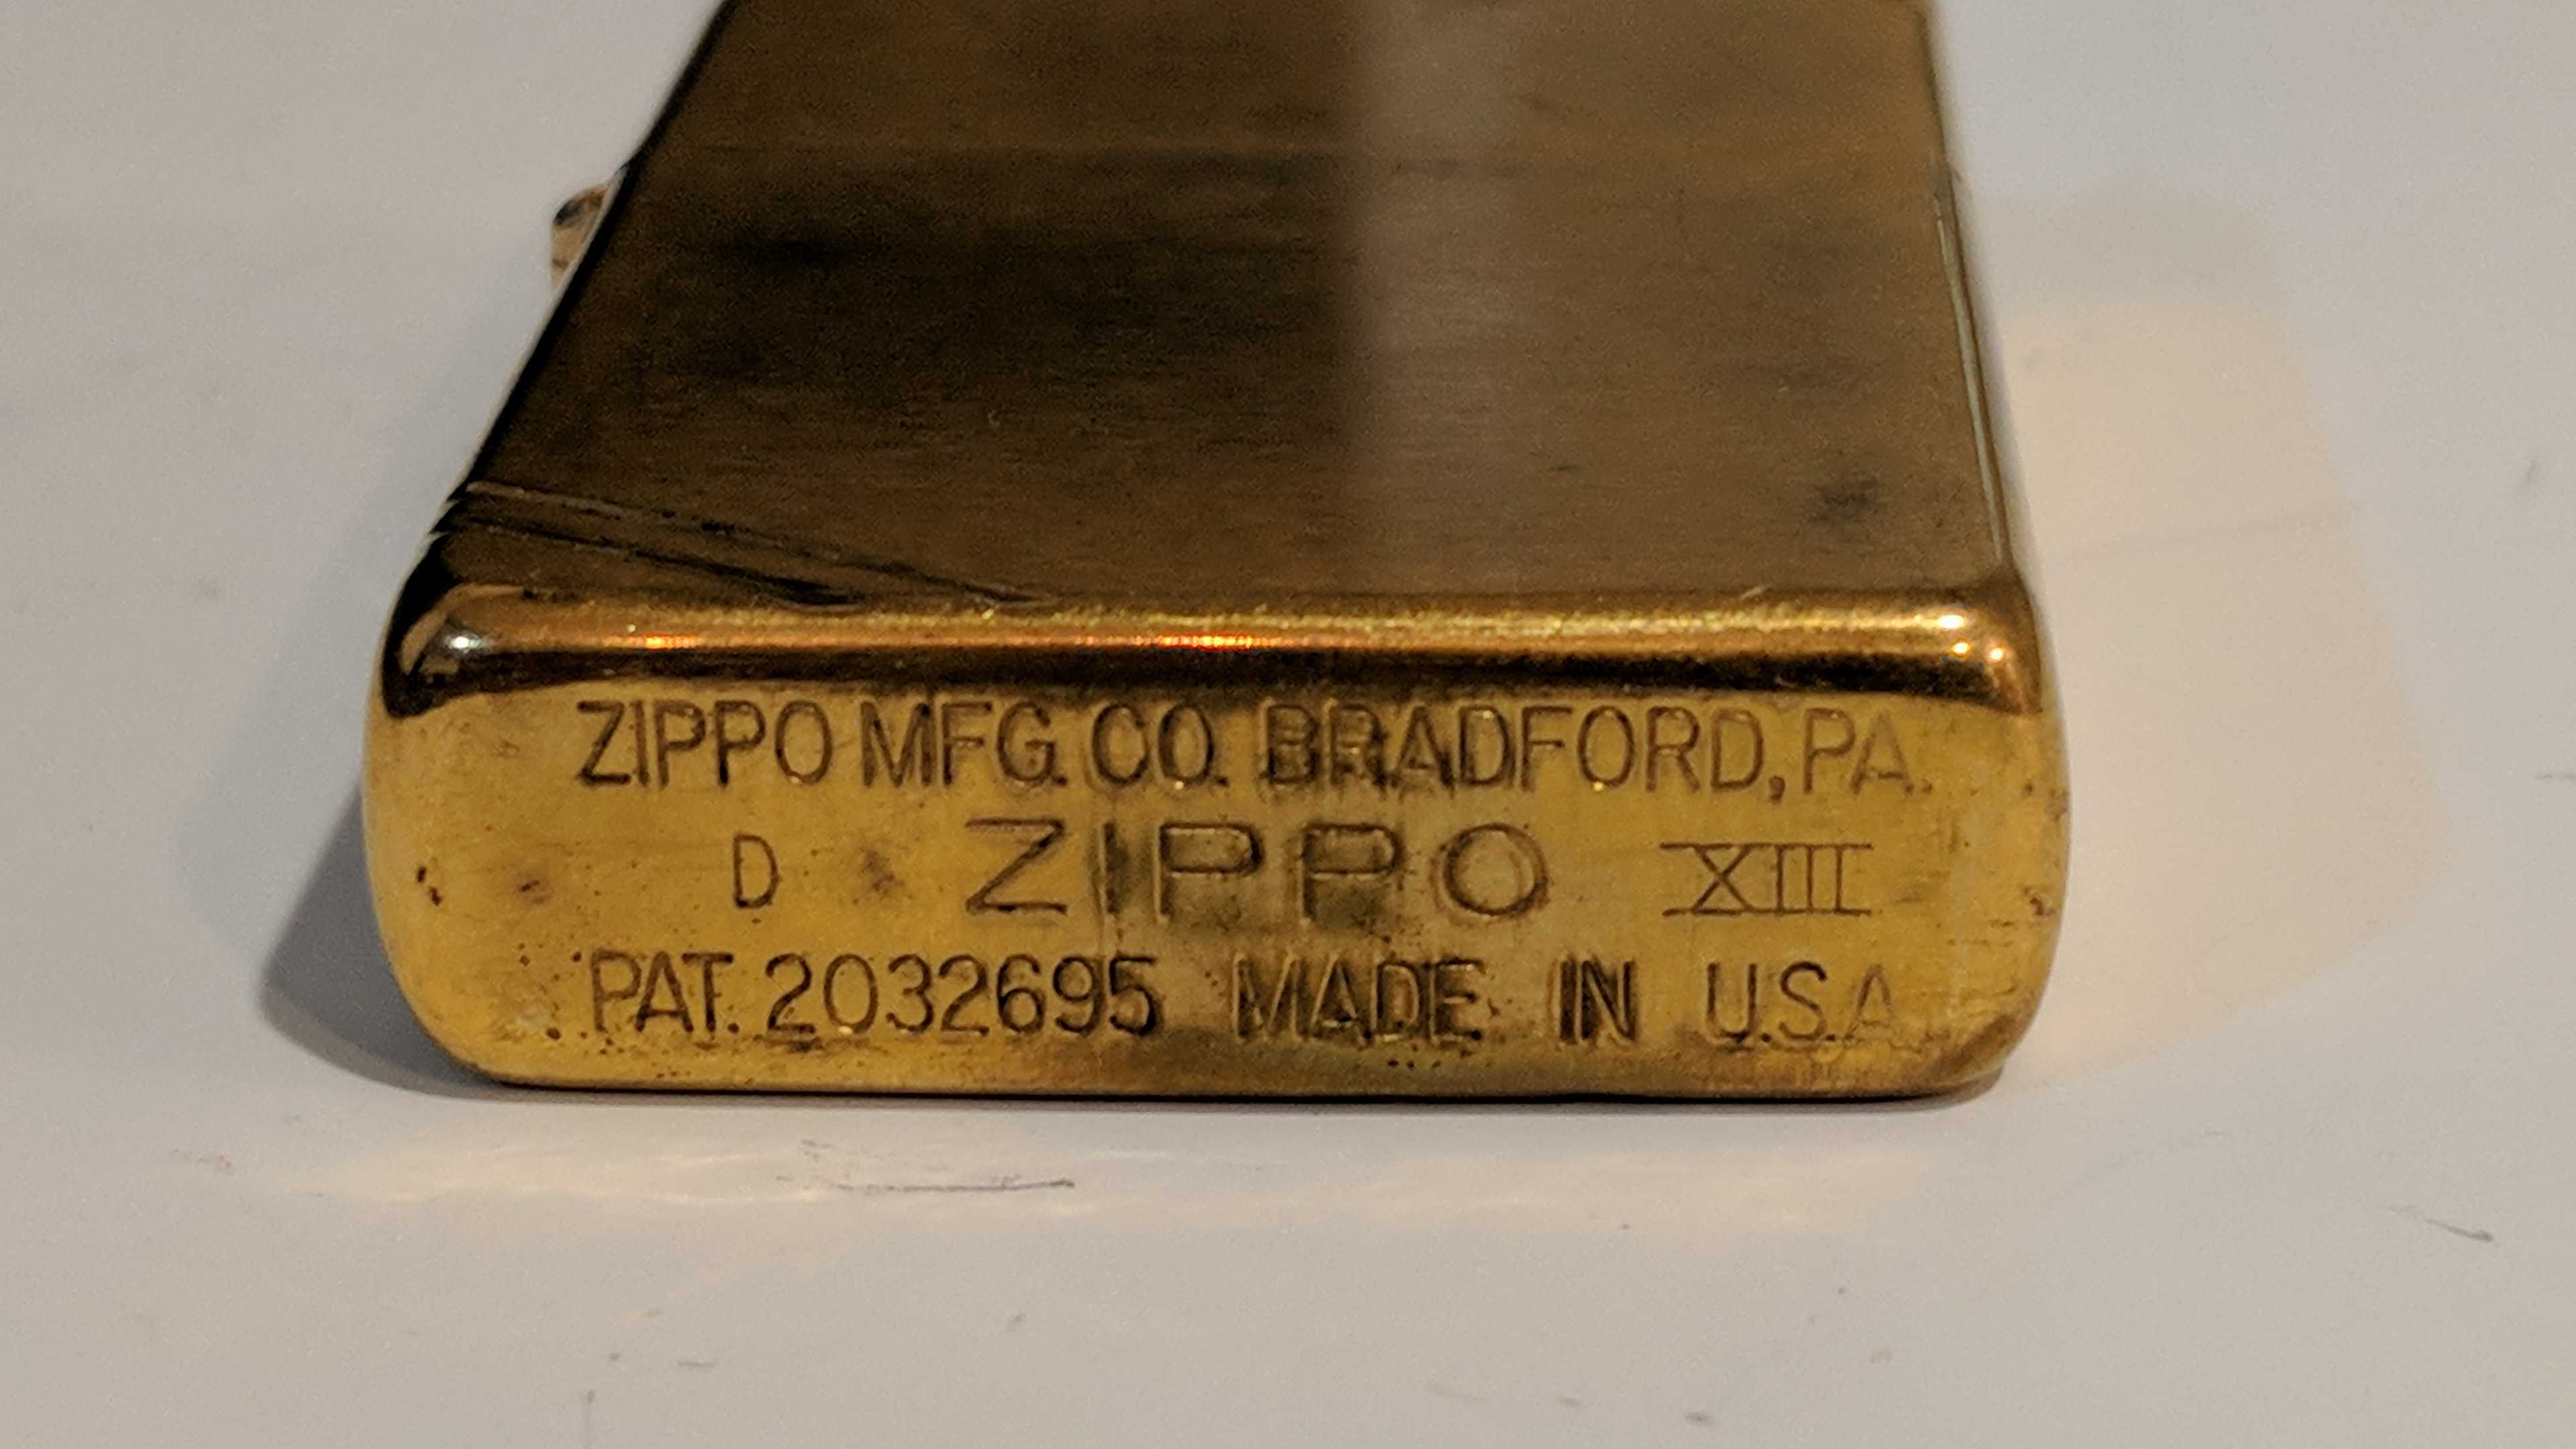 ZIPPO MFG. CO. BRADFORD, PA.
D ZIPPO XIII
PAT. 2032695 MADE IN U.S.A.